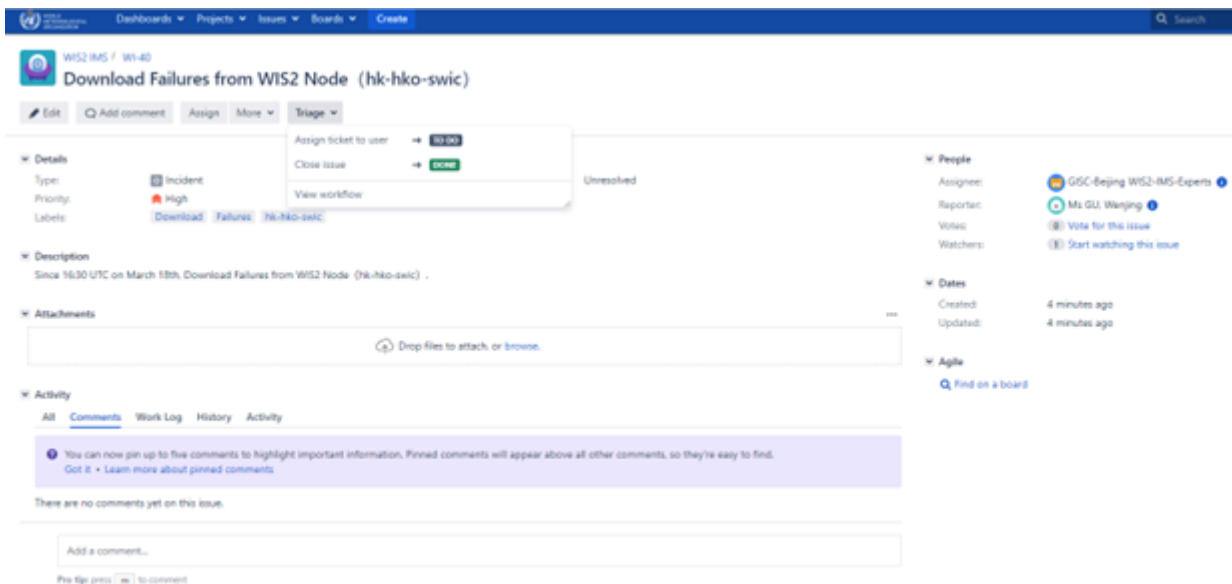 WORLD METEOROLOGICAL ORGANIZATION
Dashboards Projects Issues Boards Create Search
WIS2 IMS / WI-40
Download Failures from WIS2 Node（hk-hko-swic）
Edit Add comment Assign More Triage
Assign ticket to user → TO DO
Close issue → DONE
View workflow
Details
Type: Incident Unresolved
Priority: High
Labels: Download Failures hk-hko-swic
Description
Since 16:30 UTC on March 18th, Download Failures from WIS2 Node（hk-hko-swic）.
Attachments
Drop files to attach, or browse.
Activity
All Comments Work Log History Activity
You can now pin up to five comments to highlight important information. Pinned comments will appear above all other comments, so they're easy to find.
Got it • Learn more about pinned comments
There are no comments yet on this issue.
Add a comment...
Pro tip: press m to comment
People
Assignee: GISC-Beijing WIS2-IMS-Experts
Reporter: Ms GU, Wenjing
Votes: 0 Vote for this issue
Watchers: 1 Start watching this issue
Dates
Created: 4 minutes ago
Updated: 4 minutes ago
Agile
Find on a board